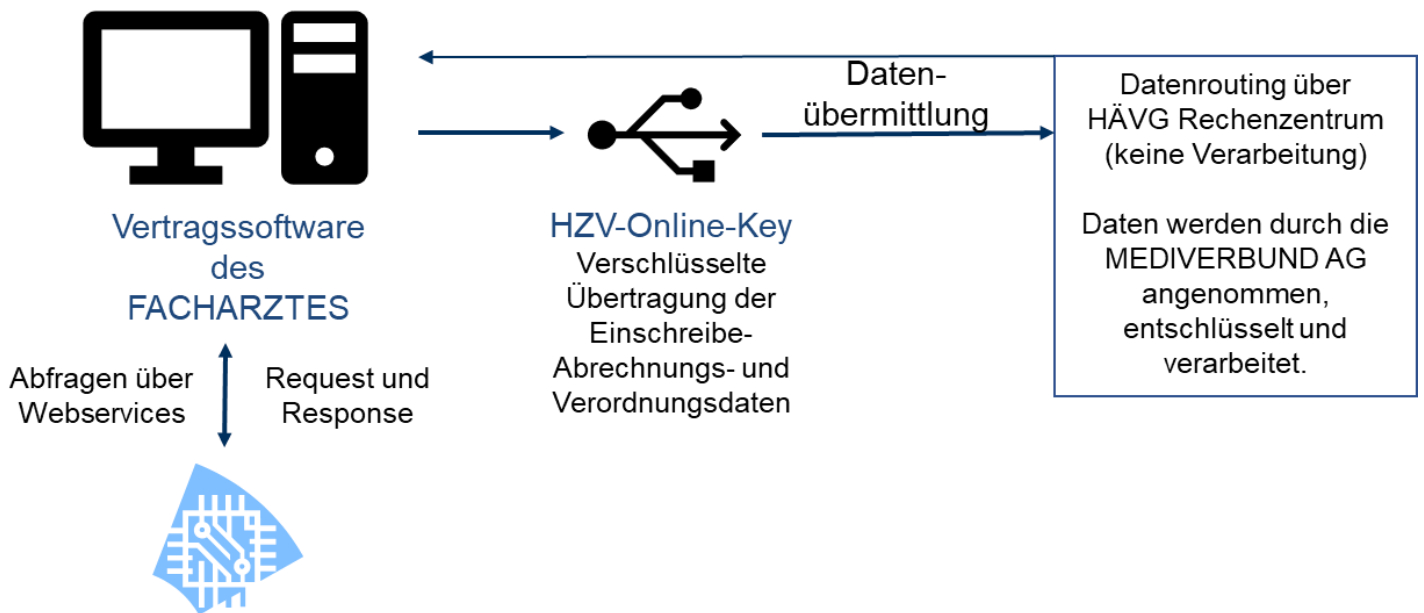 Daten-
übermittlung
Datenrouting über
HÄVG Rechenzentrum
(keine Verarbeitung)
Daten werden durch die
MEDIVERBUND AG
angenommen,
entschlüsselt und
verarbeitet.
Vertragssoftware
des
FACHARZTES
HZV-Online-Key
Verschlüsselte
Übertragung der
Einschreibe-
Abrechnungs- und
Verordnungsdaten
Abfragen über
Webservices
Request und
Response